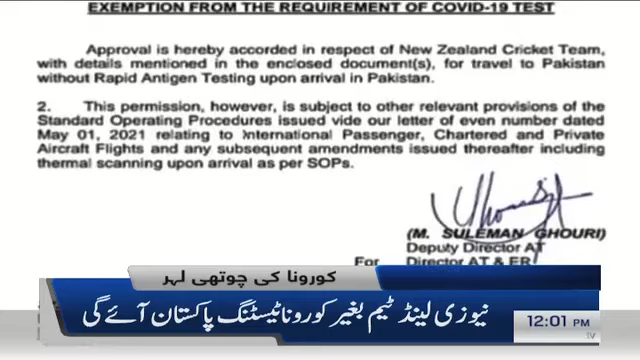 EXEMPTION FROM THE REQUIREMENT OF COVID-19 TEST
Approval is hereby accorded in respect of New Zealand Cricket Team,
with details mentioned in the enclosed document(s), for travel to Pakistan
without Rapid Antigen Testing upon arrival in Pakistan.
2. This permission, however, is subject to other relevant provisions of the
Standard Operating Procedures issued vide our letter of even number dated
May 01, 2021 relating to International Passenger, Chartered and Private
Aircraft Flights and any subsequent amendments issued thereafter including
thermal scanning upon arrival as per SOPs.
(M. SULEMAN GHOURI)
Deputy Director AT
For Director AT & ER
کورونا کی چوتھی لہر
نیوزی لینڈ ٹیم بغیر کورونا ٹیسٹنگ پاکستان آئے گی
12:01 PM
tv